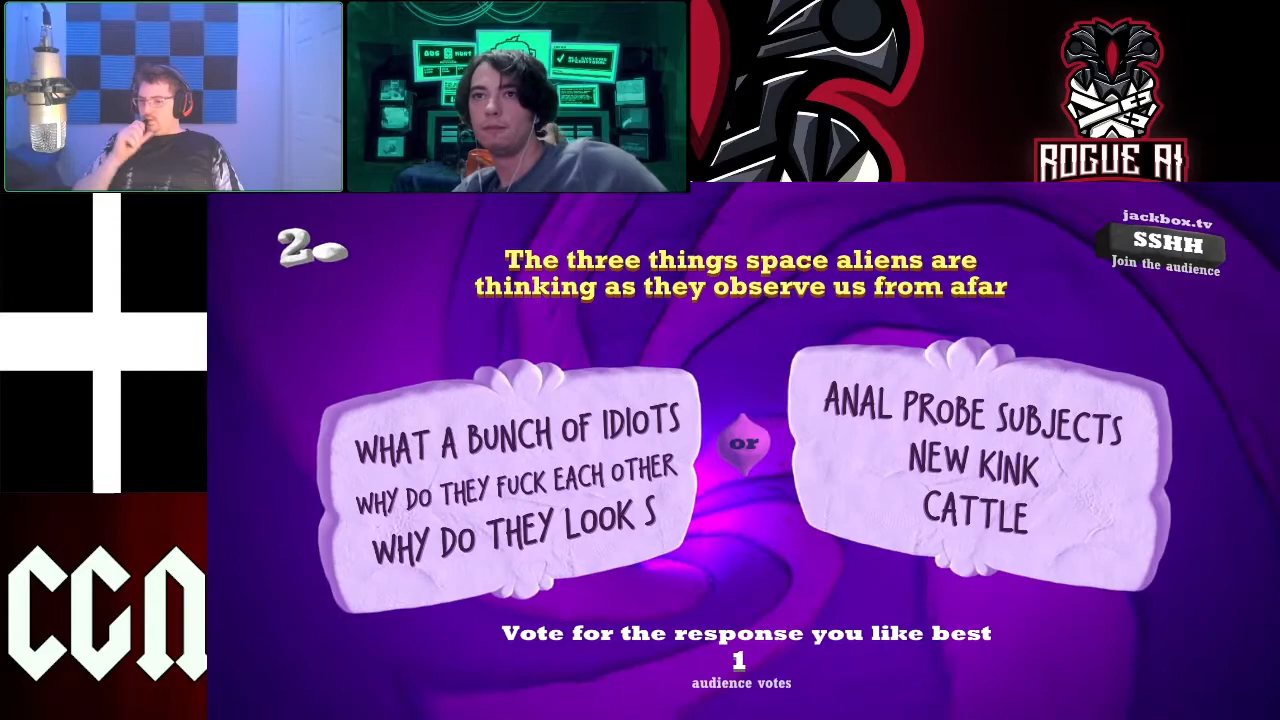 ROGUE AI
jackbox.tv
SSHH
Join the audience
20
The three things space aliens are
thinking as they observe us from afar
WHAT A BUNCH OF IDIOTS
WHY DO THEY FUCK EACH OTHER
WHY DO THEY LOOK S
or
ANAL PROBE SUBJECTS
NEW KINK
CATTLE
Vote for the response you like best
1
audience votes
CGN